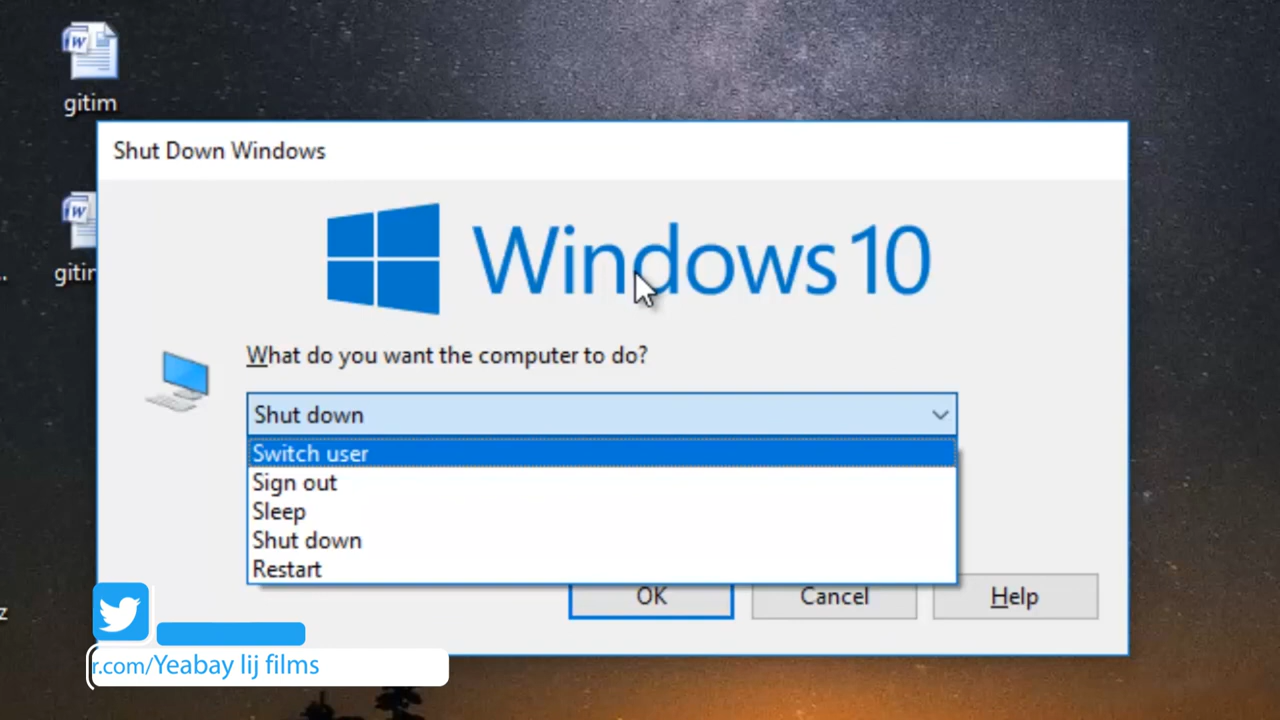 gitim
Shut Down Windows
Windows 10
What do you want the computer to do?
Shut down
Switch user
Sign out
Sleep
Shut down
Restart
OK
Cancel
Help
r.com/Yeabay lij films